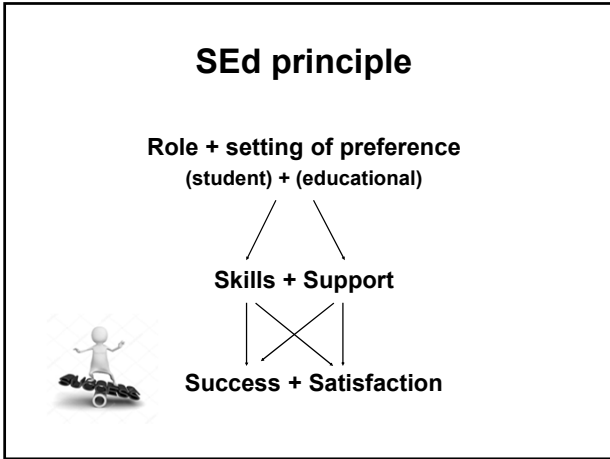 SEd principle
Role + setting of preference
(student) + (educational)
Skills + Support
Success + Satisfaction
SUCCESS